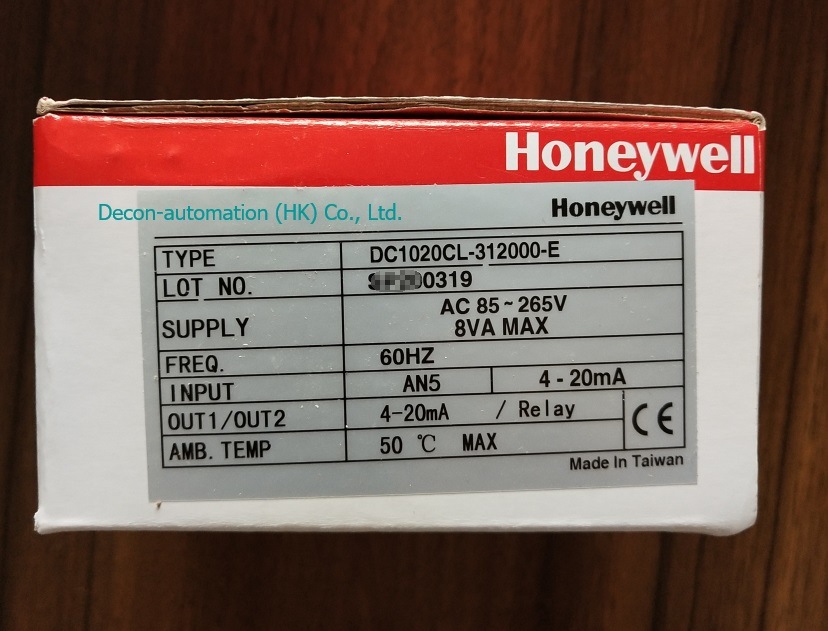 Honeywell
Decon-automation (HK) Co., Ltd.
Honeywell
TYPE DC1020CL-312000-E
LOT NO. 00319
SUPPLY AC 85~265V
8VA MAX
FREQ. 60HZ
INPUT AN5 4-20mA
OUT1/OUT2 4-20mA / Relay
CE
AMB. TEMP 50 ℃ MAX
Made In Taiwan